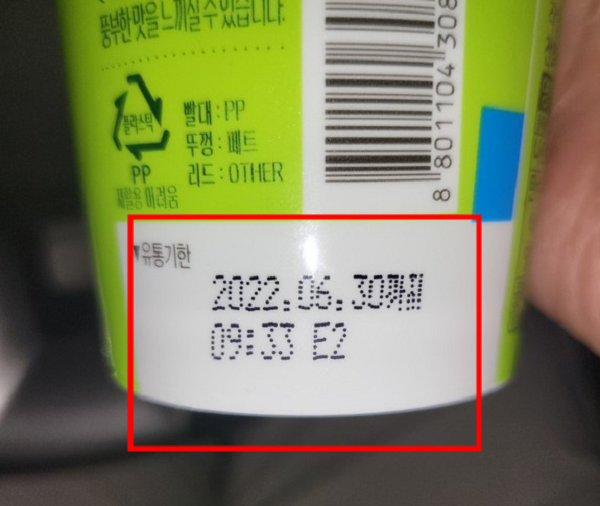 풍부한 맛을 느끼실 수 있습니다.
플라스틱
PP
재활용 어려움
빨대 : PP
뚜껑 : 페트
리드 : OTHER
8 801104 308
▼유통기한
2022.06.30까지
09:33 E2